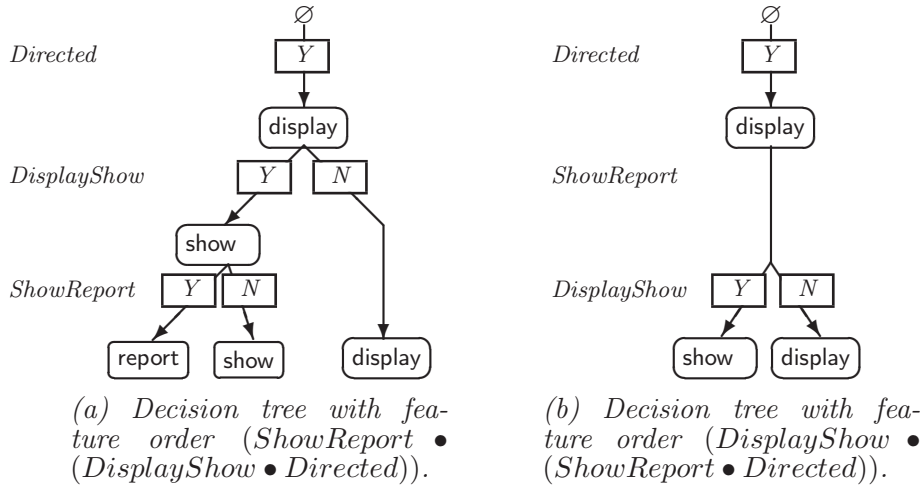 ∅ ∅
Directed Y Directed Y
display display
DisplayShow Y N ShowReport
show
ShowReport Y N DisplayShow Y N
report show display show display
(a) Decision tree with fea-
ture order (ShowReport •
(DisplayShow • Directed)).
(b) Decision tree with fea-
ture order (DisplayShow •
(ShowReport • Directed)).